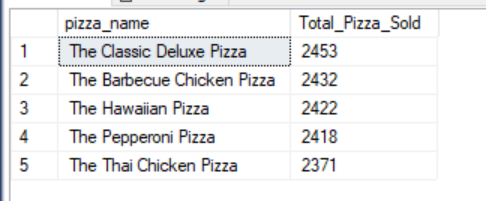 pizza_name Total_Pizza_Sold
1 The Classic Deluxe Pizza 2453
2 The Barbecue Chicken Pizza 2432
3 The Hawaiian Pizza 2422
4 The Pepperoni Pizza 2418
5 The Thai Chicken Pizza 2371